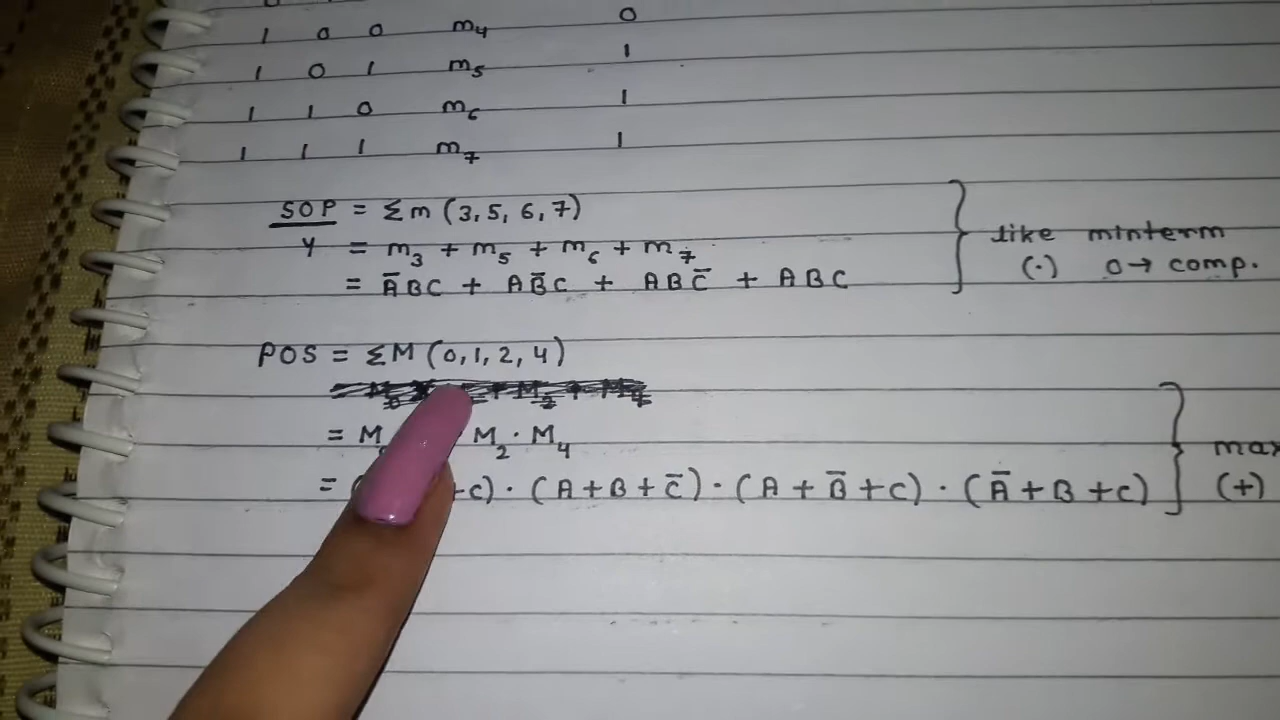 1 0 0 m₄ 0
1 0 1 m₅ 1
1 1 0 m₆ 1
1 1 1 m₇ 1
SOP = Σm (3, 5, 6, 7)
Y = m₃ + m₅ + m₆ + m₇
= A̅BC + AB̅C + ABC̅ + ABC
like minterm
(·) 0→ comp.
POS = ΣM (0, 1, 2, 4)
= M · M₂ · M₄
= ( +C) · (A+B+C̅) · (A+B̅+C) · (A̅+B+C)
max
(+)